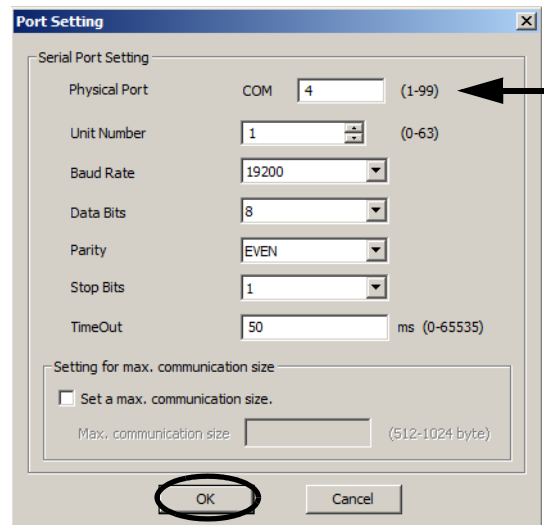 Port Setting
Serial Port Setting
Physical Port COM 4 (1-99)
Unit Number 1 (0-63)
Baud Rate 19200
Data Bits 8
Parity EVEN
Stop Bits 1
TimeOut 50 ms (0-65535)
Setting for max. communication size
Set a max. communication size.
Max. communication size (512-1024 byte)
OK Cancel